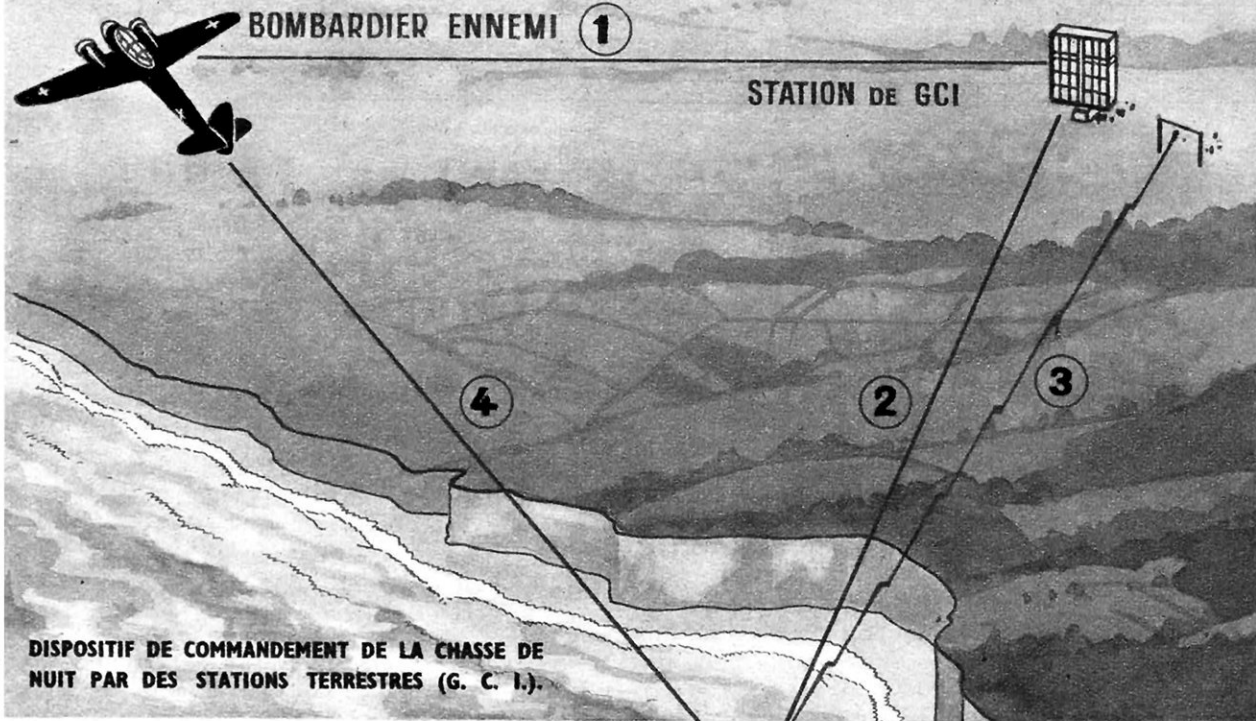 BOMBARDIER ENNEMI 1
STATION DE GCI
4
2
3
DISPOSITIF DE COMMANDEMENT DE LA CHASSE DE
NUIT PAR DES STATIONS TERRESTRES (G. C. I.).